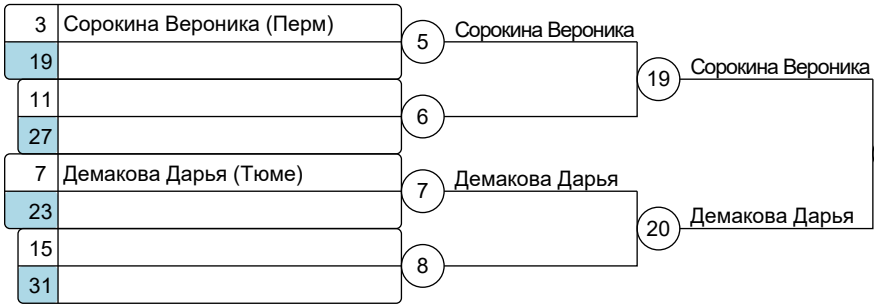 3 Сорокина Вероника (Перм)
19
5 Сорокина Вероника
11
27
6
19 Сорокина Вероника
7 Демакова Дарья (Тюме)
23
7 Демакова Дарья
15
31
8
20 Демакова Дарья